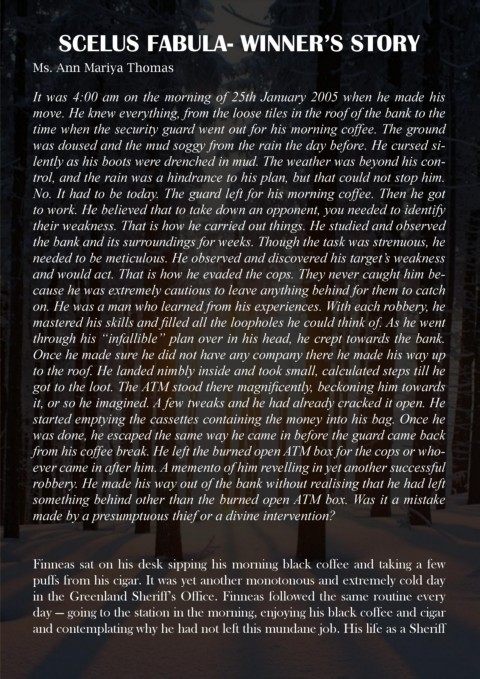 SCELUS FABULA- WINNER'S STORY
Ms. Ann Mariya Thomas
It was 4:00 am on the morning of 25th January 2005 when he made his
move. He knew everything, from the loose tiles in the roof of the bank to the
time when the security guard went out for his morning coffee. The ground
was doused and the mud soggy from the rain the day before. He cursed si-
lently as his boots were drenched in mud. The weather was beyond his con-
trol, and the rain was a hindrance to his plan, but that could not stop him.
No. It had to be today. The guard left for his morning coffee. Then he got
to work. He believed that to take down an opponent, you needed to identify
their weakness. That is how he carried out things. He studied and observed
the bank and its surroundings for weeks. Though the task was strenuous, he
needed to be meticulous. He observed and discovered his target's weakness
and would act. That is how he evaded the cops. They never caught him be-
cause he was extremely cautious to leave anything behind for them to catch
on. He was a man who learned from his experiences. With each robbery, he
mastered his skills and filled all the loopholes he could think of. As he went
through his "infallible" plan over in his head, he crept towards the bank.
Once he made sure he did not have any company there he made his way up
to the roof. He landed nimbly inside and took small, calculated steps till he
got to the loot. The ATM stood there magnificently, beckoning him towards
it, or so he imagined. A few tweaks and he had already cracked it open. He
started emptying the cassettes containing the money into his bag. Once he
was done, he escaped the same way he came in before the guard came back
from his coffee break. He left the burned open ATM box for the cops or who-
ever came in after him. A memento of him revelling in yet another successful
robbery. He made his way out of the bank without realising that he had left
something behind other than the burned open ATM box. Was it a mistake
made by a presumptuous thief or a divine intervention?
Finneas sat on his desk sipping his morning black coffee and taking a few
puffs from his cigar. It was yet another monotonous and extremely cold day
in the Greenland Sheriff's Office. Finneas followed the same routine every
day — going to the station in the morning, enjoying his black coffee and cigar
and contemplating why he had not left this mundane job. His life as a Sheriff